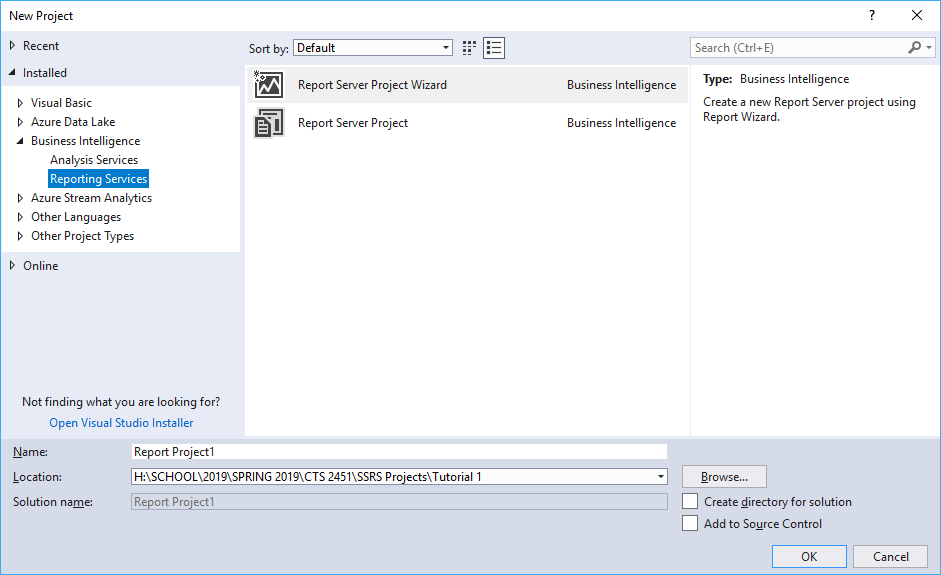 New Project
?
Recent
Installed
Visual Basic
Azure Data Lake
Business Intelligence
Analysis Services
Reporting Services
Azure Stream Analytics
Other Languages
Other Project Types
Online
Not finding what you are looking for?
Open Visual Studio Installer
Sort by: Default
Report Server Project Wizard Business Intelligence
Report Server Project Business Intelligence
Search (Ctrl+E)
Type: Business Intelligence
Create a new Report Server project using
Report Wizard.
Name: Report Project1
Location: H:\SCHOOL\2019\SPRING 2019\CTS 2451\SSRS Projects\Tutorial 1
Browse...
Solution name: Report Project1
Create directory for solution
Add to Source Control
OK Cancel